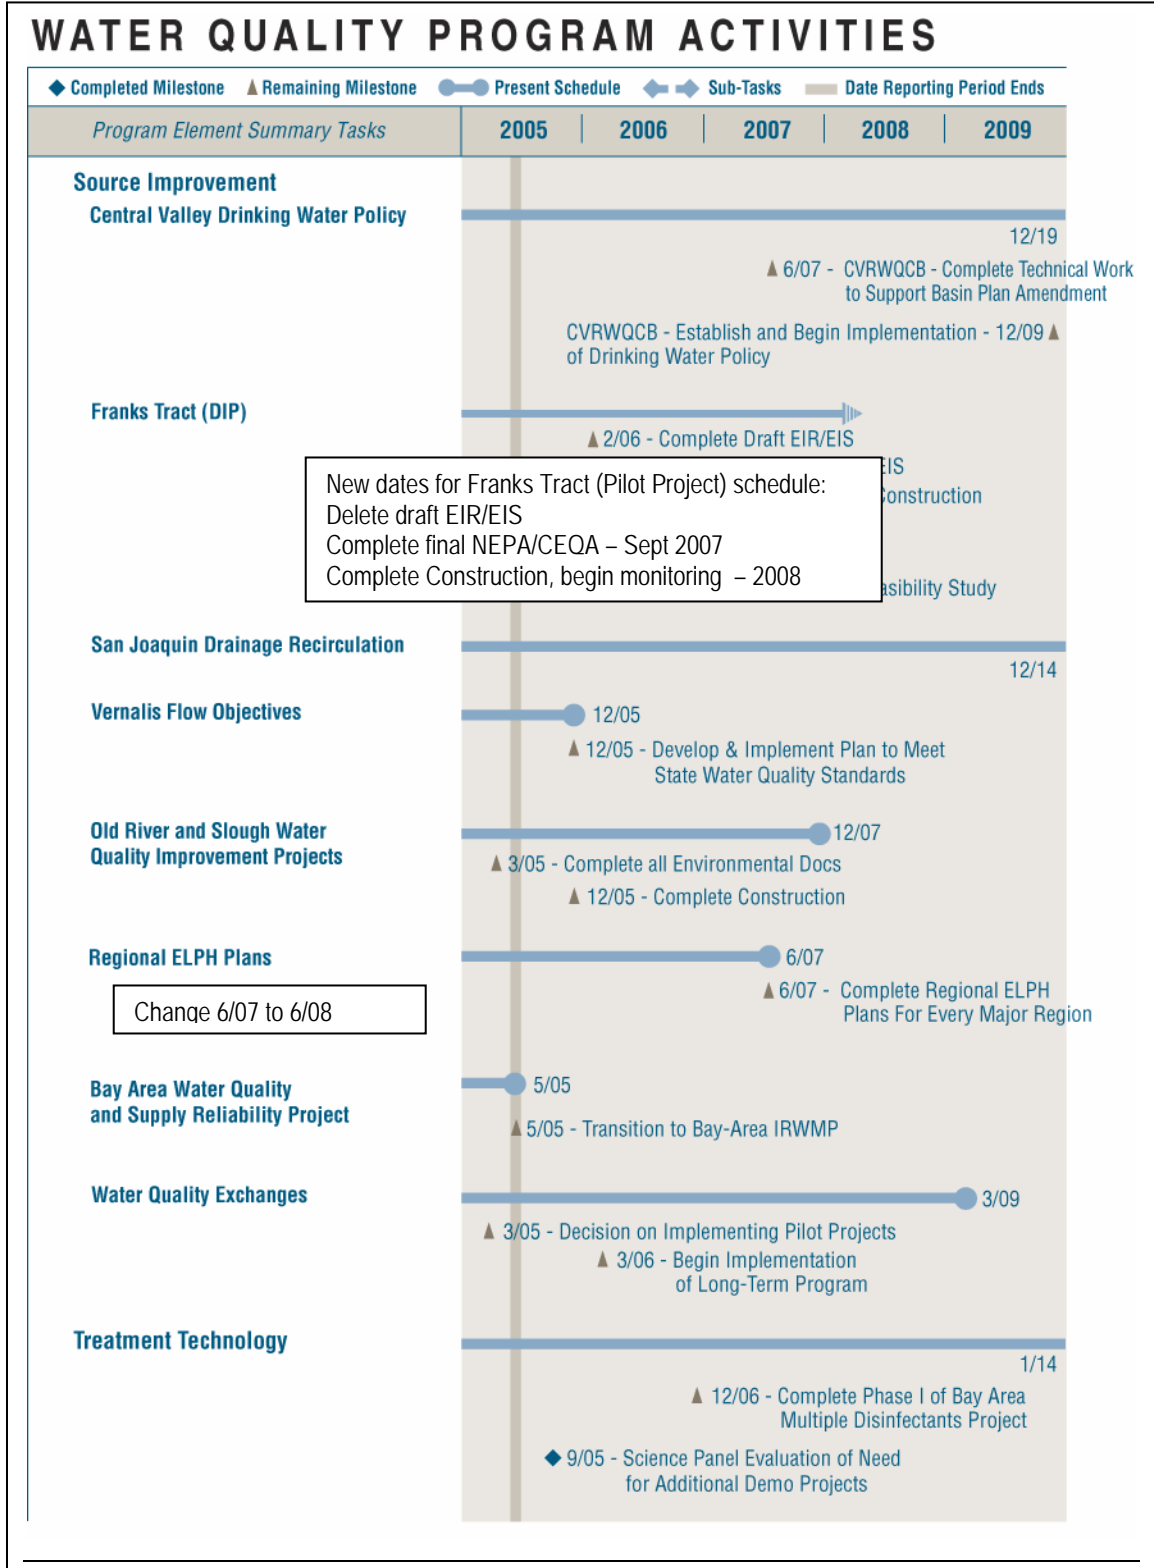 WATER QUALITY PROGRAM ACTIVITIES
Completed Milestone Remaining Milestone Present Schedule Sub-Tasks Date Reporting Period Ends
Program Element Summary Tasks 2005 2006 2007 2008 2009
Source Improvement
Central Valley Drinking Water Policy
12/19
6/07 - CVRWQCB - Complete Technical Work
to Support Basin Plan Amendment
CVRWQCB - Establish and Begin Implementation - 12/09
of Drinking Water Policy
Franks Tract (DIP)
2/06 - Complete Draft EIR/EIS
EIS
Construction
New dates for Franks Tract (Pilot Project) schedule:
Delete draft EIR/EIS
Complete final NEPA/CEQA – Sept 2007
Complete Construction, begin monitoring – 2008
asibility Study
San Joaquin Drainage Recirculation
12/14
Vernalis Flow Objectives
12/05
12/05 - Develop & Implement Plan to Meet
State Water Quality Standards
Old River and Slough Water
Quality Improvement Projects
12/07
3/05 - Complete all Environmental Docs
12/05 - Complete Construction
Regional ELPH Plans
6/07
6/07 - Complete Regional ELPH
Plans For Every Major Region
Change 6/07 to 6/08
Bay Area Water Quality
and Supply Reliability Project
5/05
5/05 - Transition to Bay-Area IRWMP
Water Quality Exchanges
3/09
3/05 - Decision on Implementing Pilot Projects
3/06 - Begin Implementation
of Long-Term Program
Treatment Technology
1/14
12/06 - Complete Phase I of Bay Area
Multiple Disinfectants Project
9/05 - Science Panel Evaluation of Need
for Additional Demo Projects